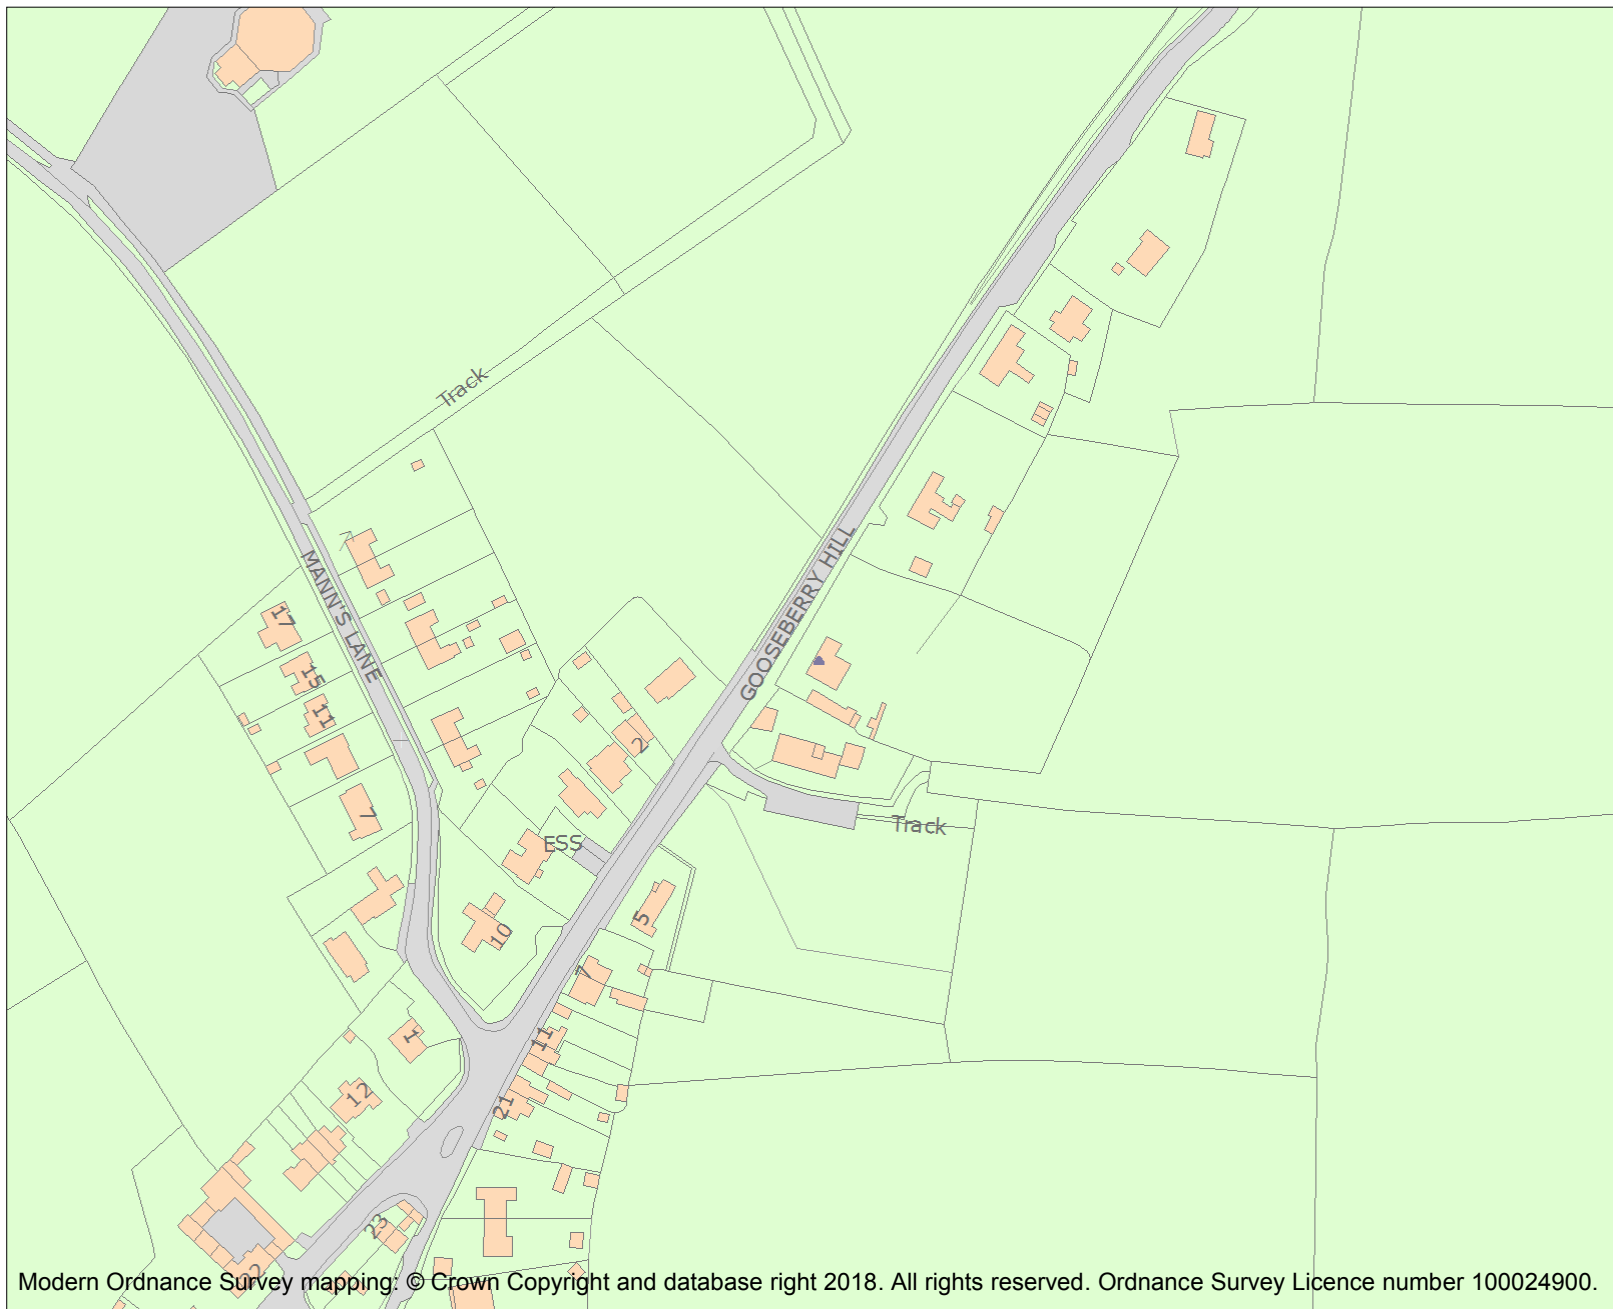 Track
MANN'S LANE
GOOSEBERRY HILL
17
15
11
7
2
ESS
Track
10
5
7
1
11
12
21
23
22
Modern Ordnance Survey mapping: © Crown Copyright and database right 2018. All rights reserved. Ordnance Survey Licence number 100024900.